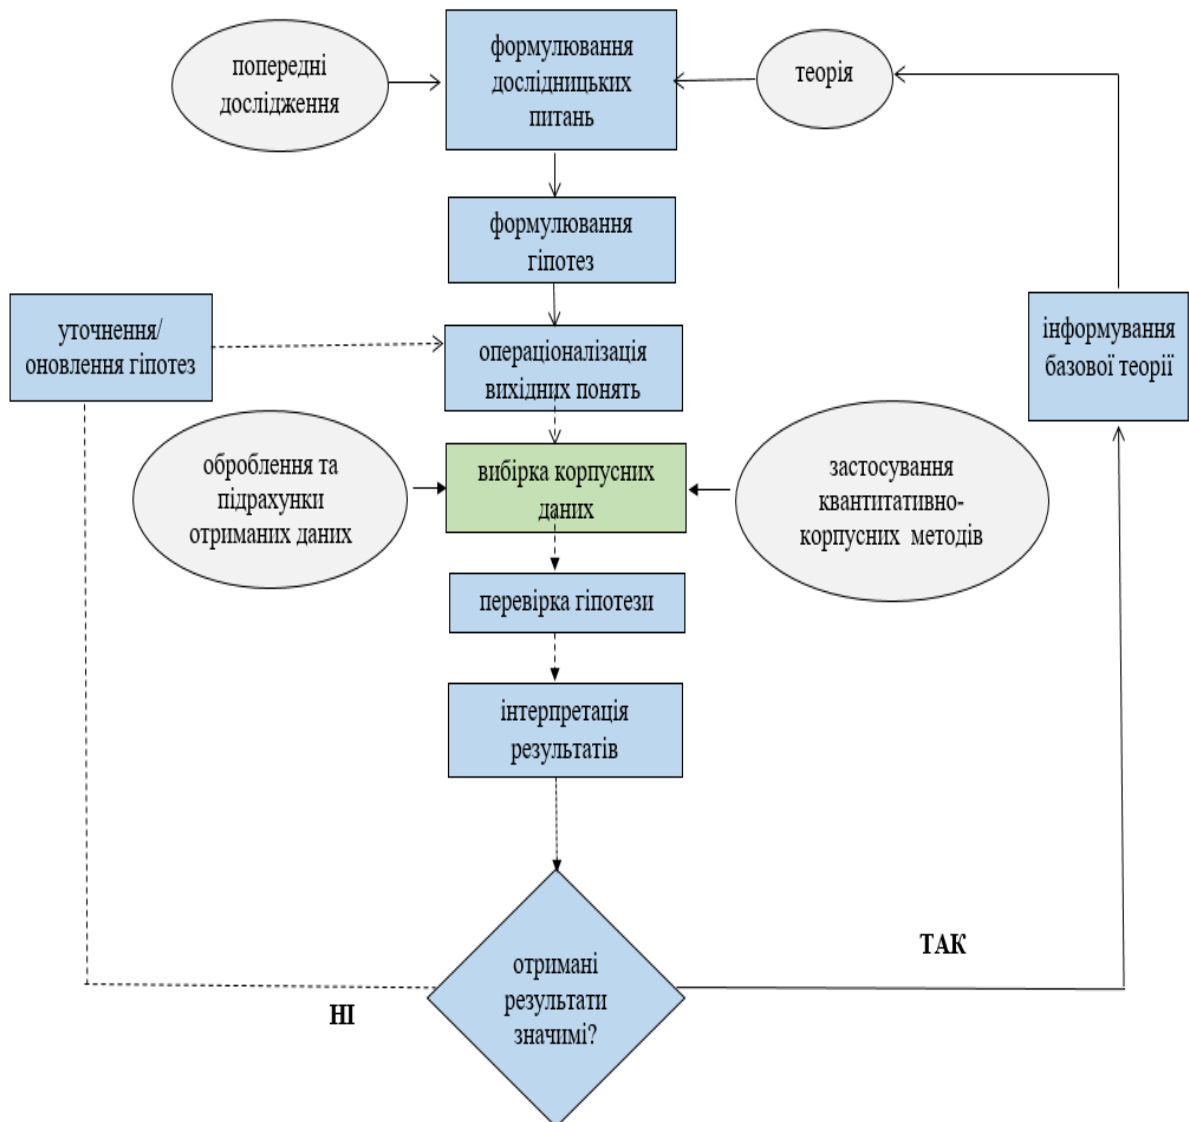 формулювання
дослідницьких
питань
попередні
дослідження
теорія
формулювання
гіпотез
уточнення/
оновлення гіпотез
операціоналізація
вихідних понять
інформування
базової теорії
оброблення та
підрахунки
отриманих даних
вибірка корпусних
даних
застосування
квантитативно-
корпусних методів
перевірка гіпотези
інтерпретація
результатів
отримані
результати
значимі?
НІ
ТАК